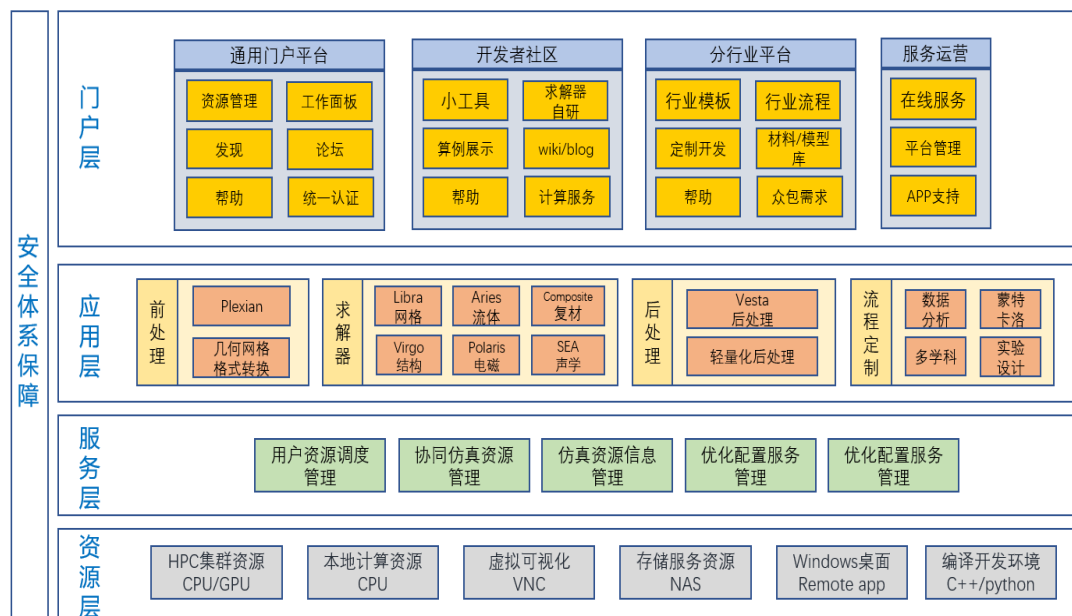 安全体系保障
门户层
通用门户平台
资源管理
工作面板
发现
论坛
帮助
统一认证
开发者社区
小工具
求解器
自研
算例展示
wiki/blog
帮助
计算服务
分行业平台
行业模板
行业流程
定制开发
材料/模型
库
帮助
众包需求
服务运营
在线服务
平台管理
APP支持
应用层
前处理
Plexian
几何网格
格式转换
求解器
Libra
网格
Aries
流体
Composite
复材
Virgo
结构
Polaris
电磁
SEA
声学
后处理
Vesta
后处理
轻量化后处理
流程定制
数据
分析
蒙特
卡洛
多学科
实验
设计
服务层
用户资源调度
管理
协同仿真资源
管理
仿真资源信息
管理
优化配置服务
管理
优化配置服务
管理
资源层
HPC集群资源
CPU/GPU
本地计算资源
CPU
虚拟可视化
VNC
存储服务资源
NAS
Windows桌面
Remote app
编译开发环境
C++/python